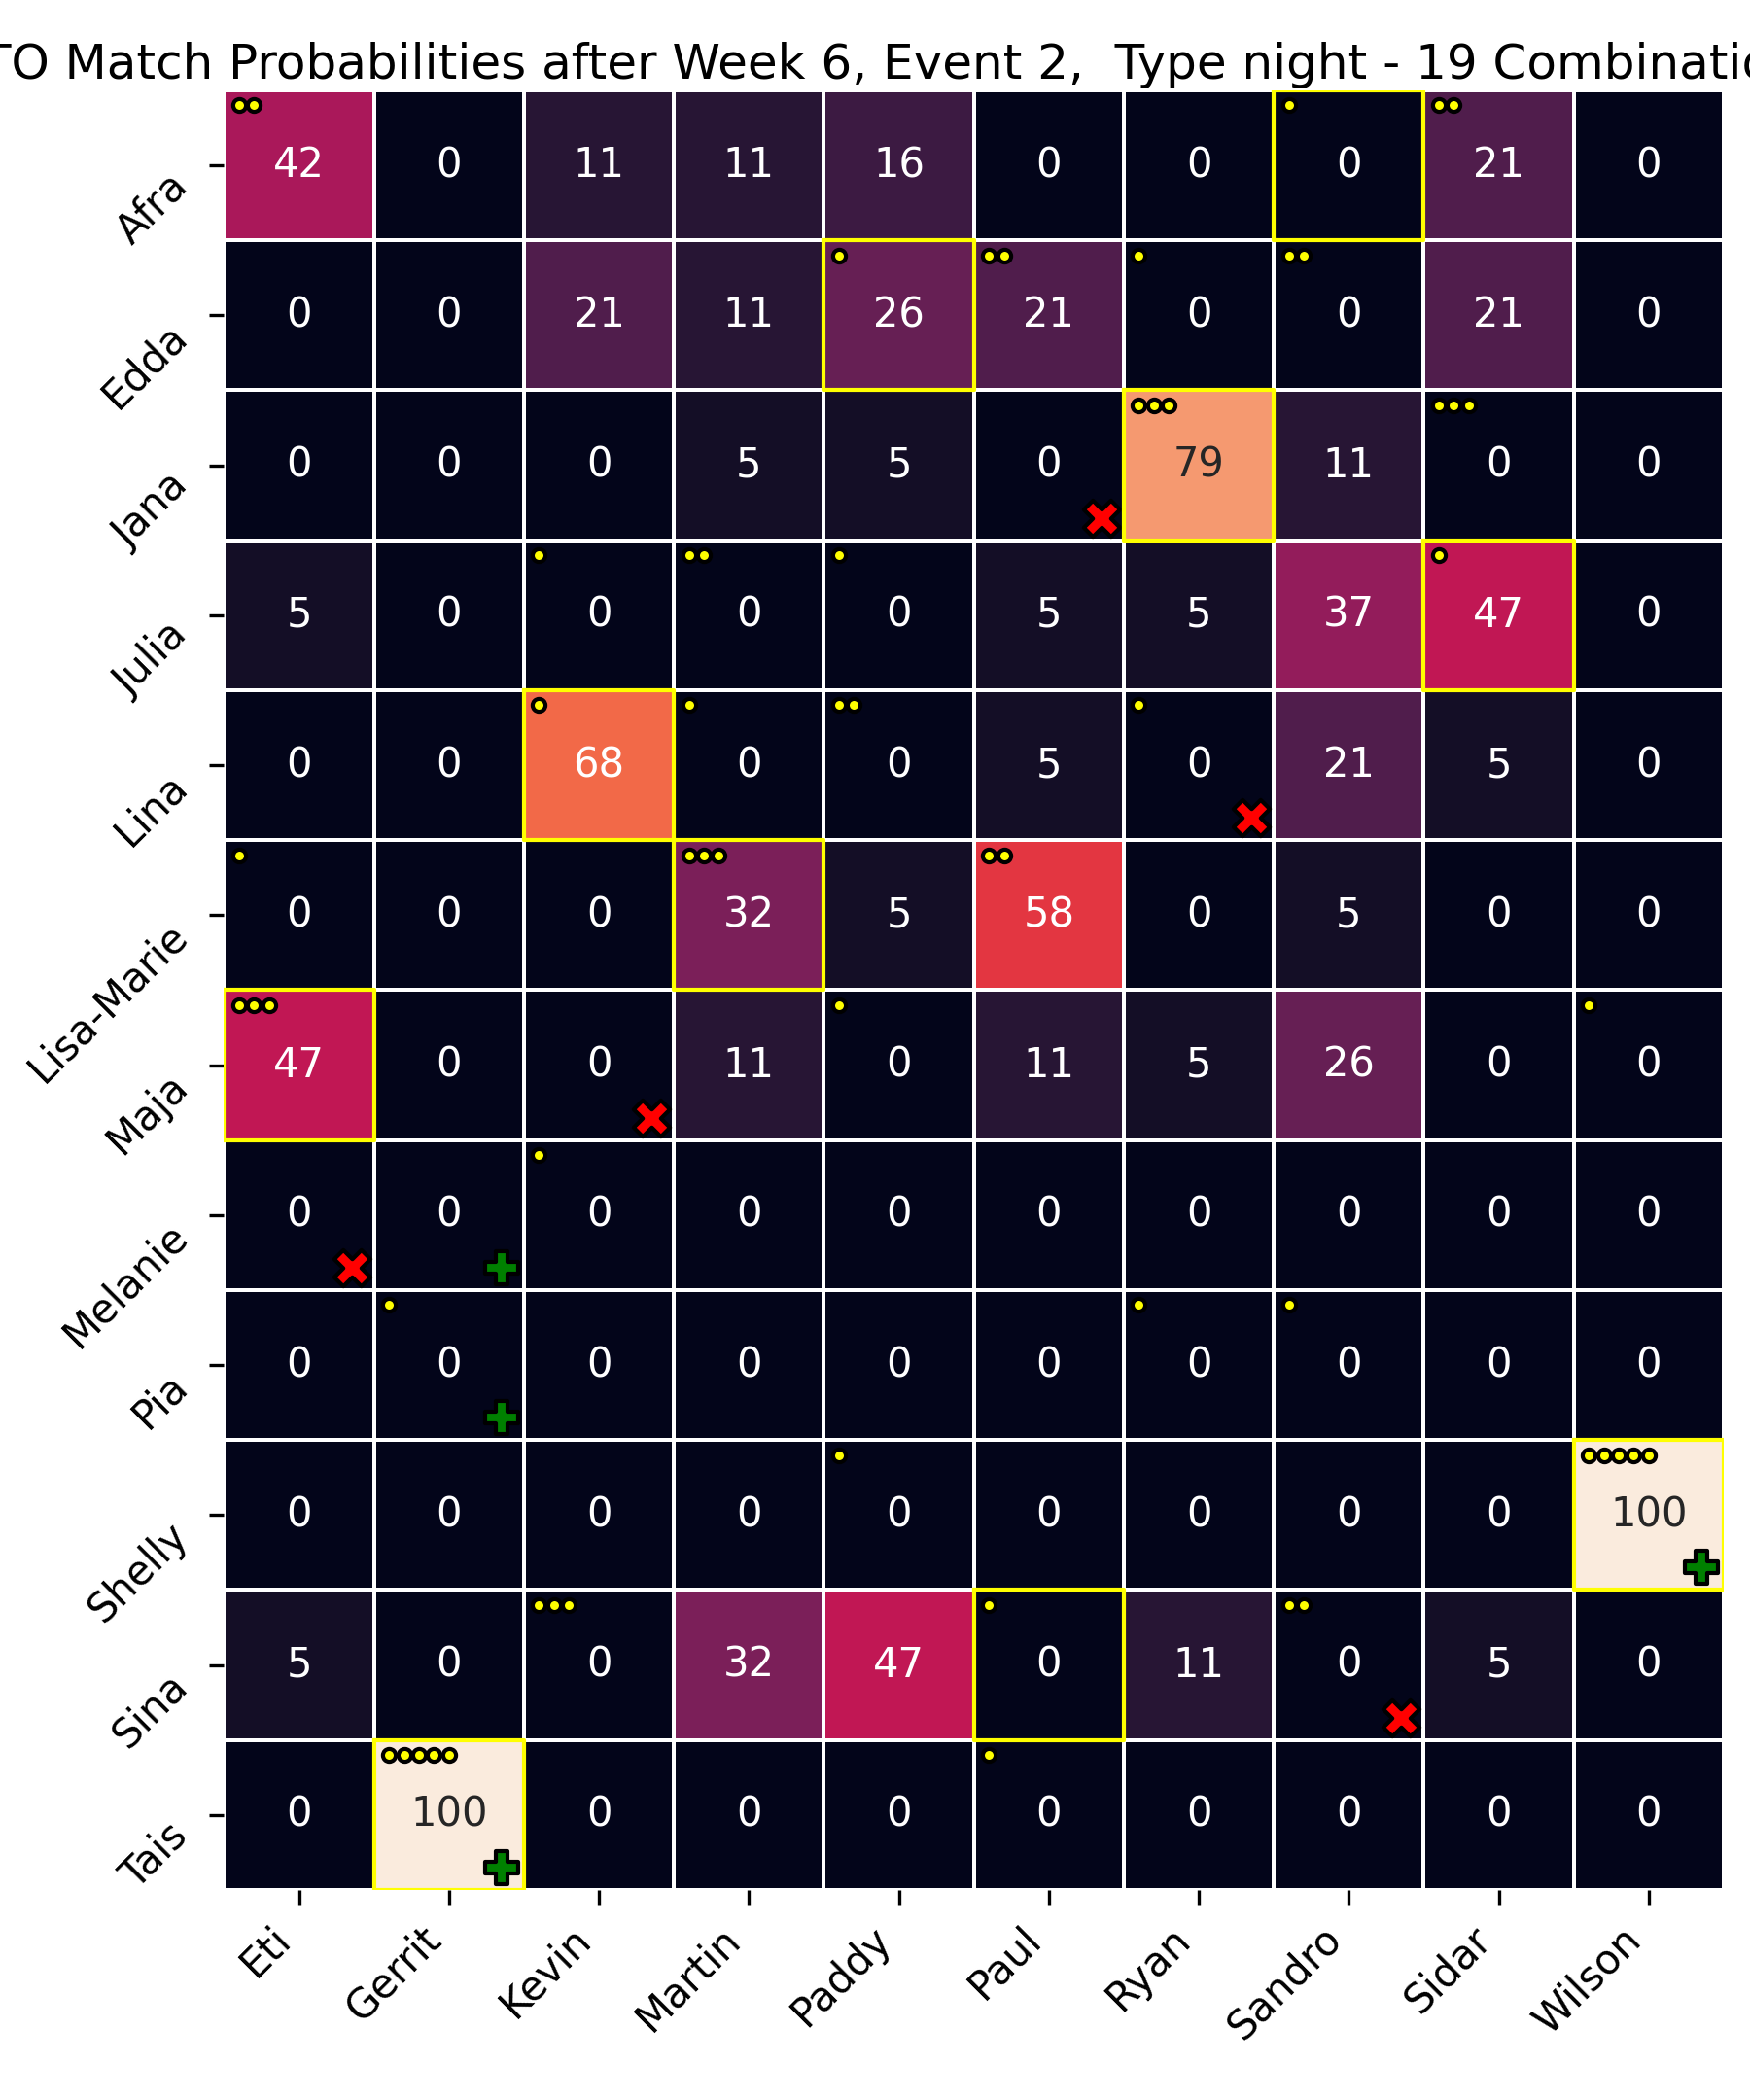 TO Match Probabilities after Week 6, Event 2, Type night - 19 Combinatio
Afra 42 0 11 11 16 0 0 0 21 0
Edda 0 0 21 11 26 21 0 0 21 0
Jana 0 0 0 5 5 0 79 11 0 0
Julia 5 0 0 0 0 5 5 37 47 0
Lina 0 0 68 0 0 5 0 21 5 0
Lisa-Marie 0 0 0 32 5 58 0 5 0 0
Maja 47 0 0 11 0 11 5 26 0 0
Melanie 0 0 0 0 0 0 0 0 0 0
Pia 0 0 0 0 0 0 0 0 0 0
Shelly 0 0 0 0 0 0 0 0 0 100
Sina 5 0 0 32 47 0 11 0 5 0
Tais 0 100 0 0 0 0 0 0 0 0
Eti Gerrit Kevin Martin Paddy Paul Ryan Sandro Sidar Wilson